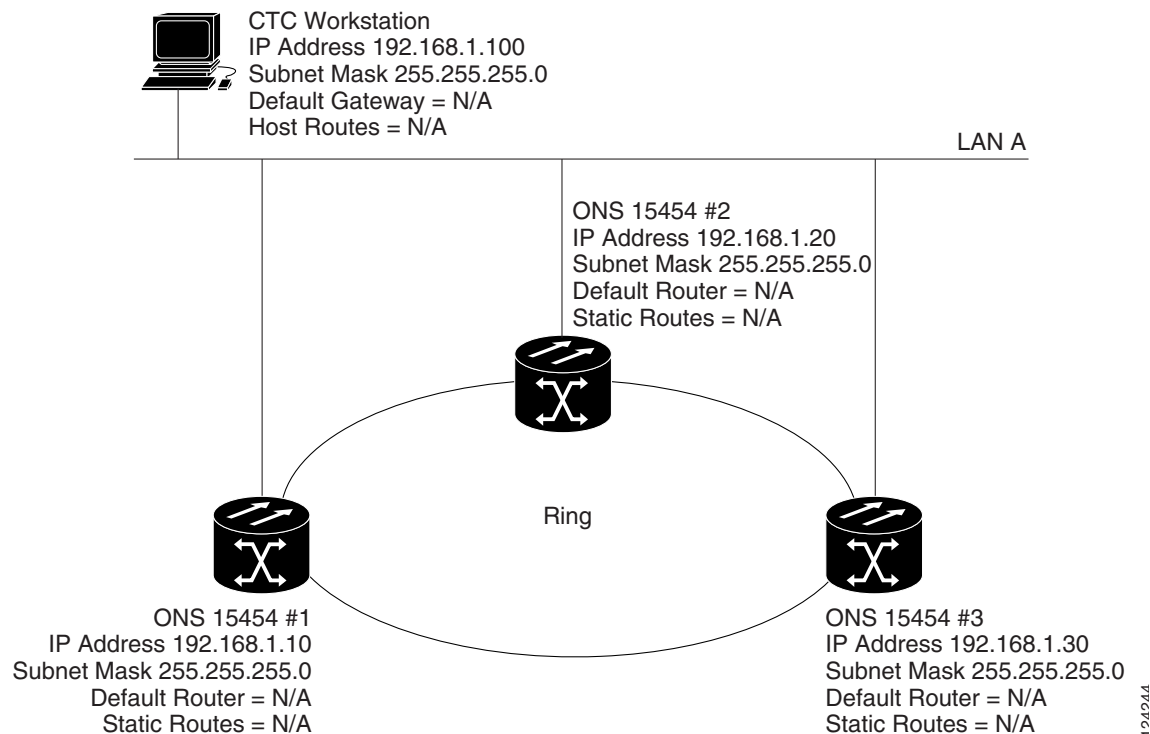 CTC Workstation
IP Address 192.168.1.100
Subnet Mask 255.255.255.0
Default Gateway = N/A
Host Routes = N/A
LAN A
ONS 15454 #2
IP Address 192.168.1.20
Subnet Mask 255.255.255.0
Default Router = N/A
Static Routes = N/A
Ring
ONS 15454 #1
IP Address 192.168.1.10
Subnet Mask 255.255.255.0
Default Router = N/A
Static Routes = N/A
ONS 15454 #3
IP Address 192.168.1.30
Subnet Mask 255.255.255.0
Default Router = N/A
Static Routes = N/A
124244